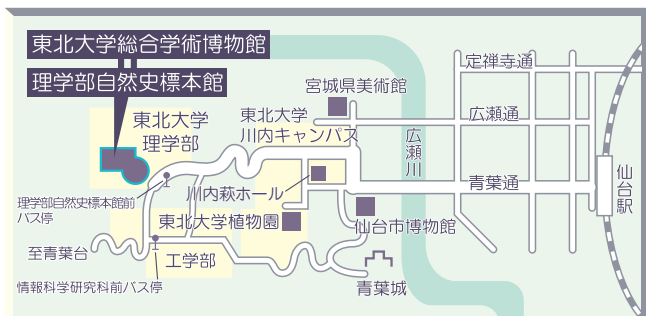 東北大学総合学術博物館
理学部自然史標本館
定禅寺通
宮城県美術館
東北大学
理学部
東北大学
川内キャンパス
広瀬通
広瀬川
仙台駅
青葉通
川内萩ホール
理学部自然史標本館前
バス停
東北大学植物園
仙台市博物館
至青葉台
工学部
情報科学研究科前バス停
青葉城